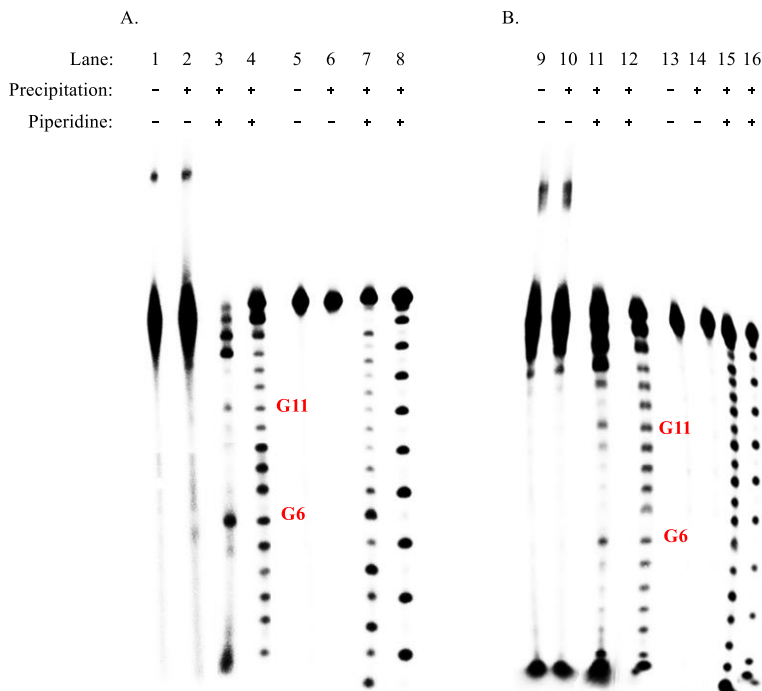 A. B.
Lane: 1 2 3 4 5 6 7 8 9 10 11 12 13 14 15 16
Precipitation: - + + + - + + + - + + + - + + +
Piperidine: - - + + - - + + - - + + - - + +
G11
G11
G6
G6